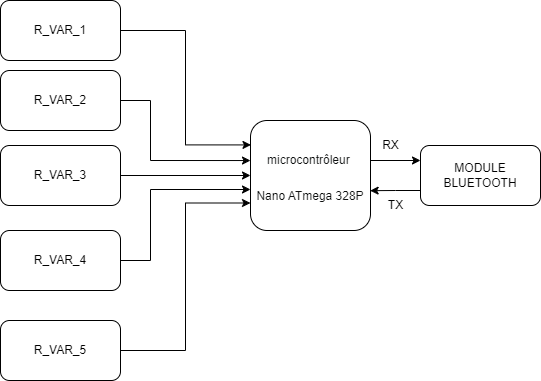 R_VAR_1
R_VAR_2
R_VAR_3
R_VAR_4
R_VAR_5
microcontrôleur
Nano ATmega 328P
RX
TX
MODULE
BLUETOOTH